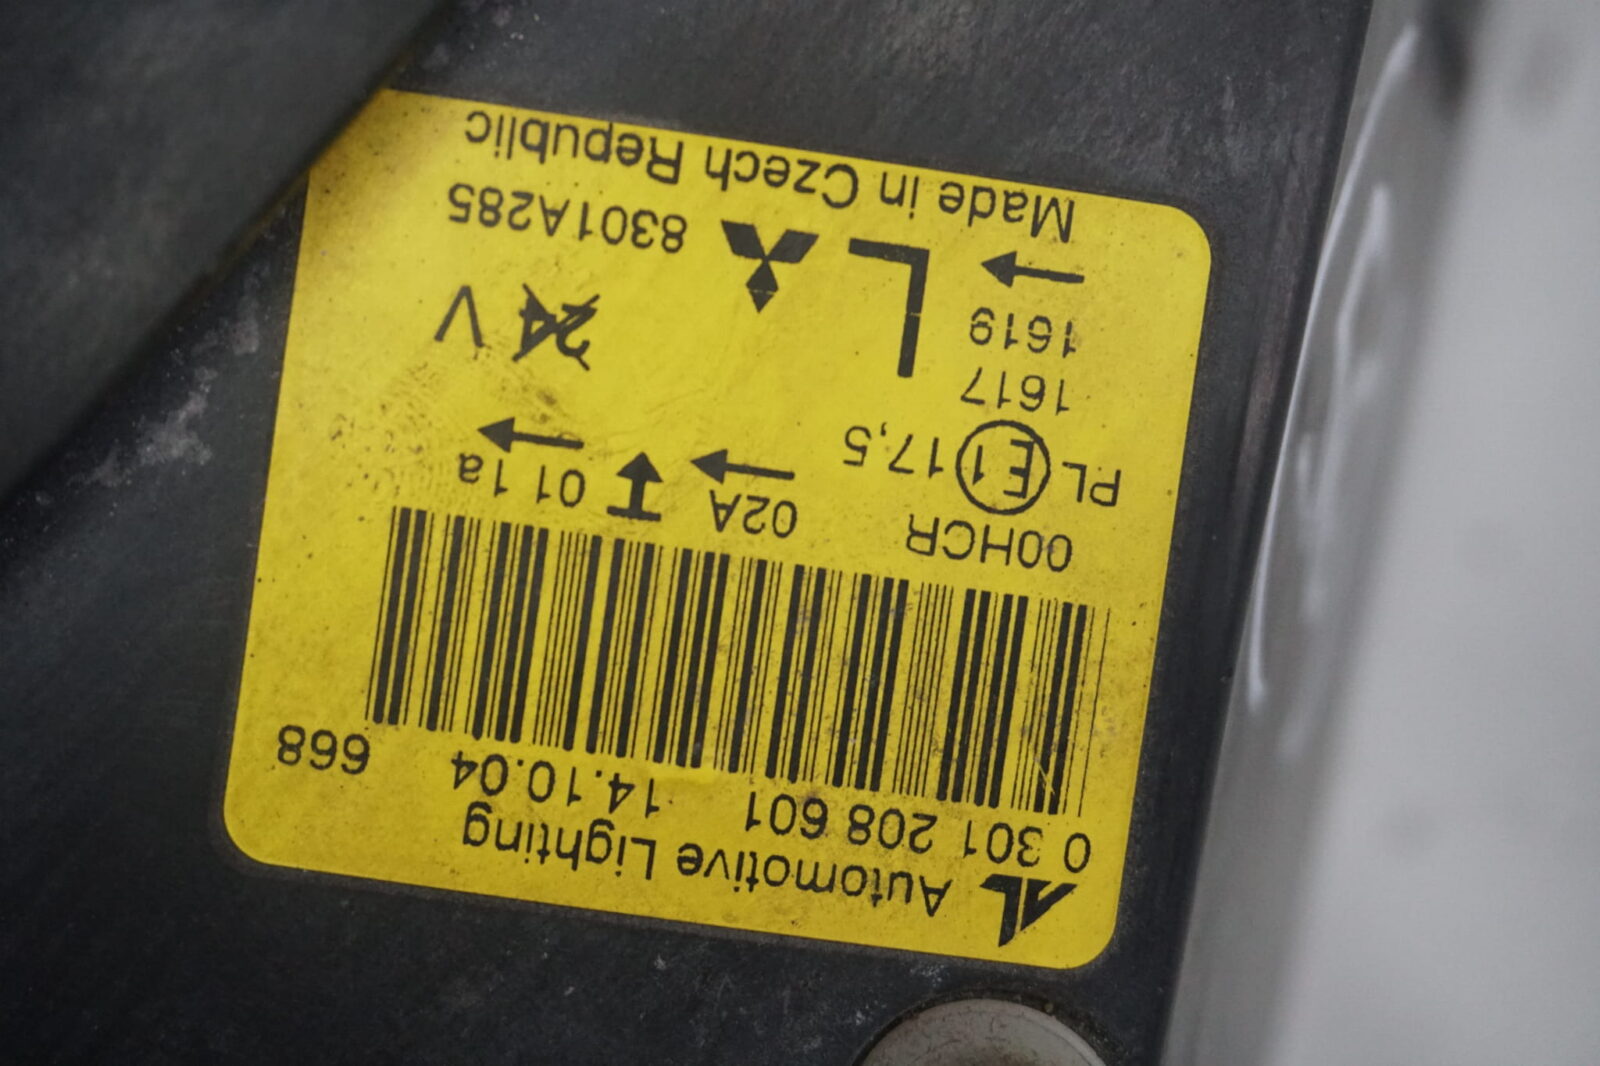 AL Automotive Lighting
0 301 208 601 14.10.04 668
00HCR 02A 01 1a
PL E1 17,5
1617
1619 L 24 V
8301A285
Made in Czech Republic